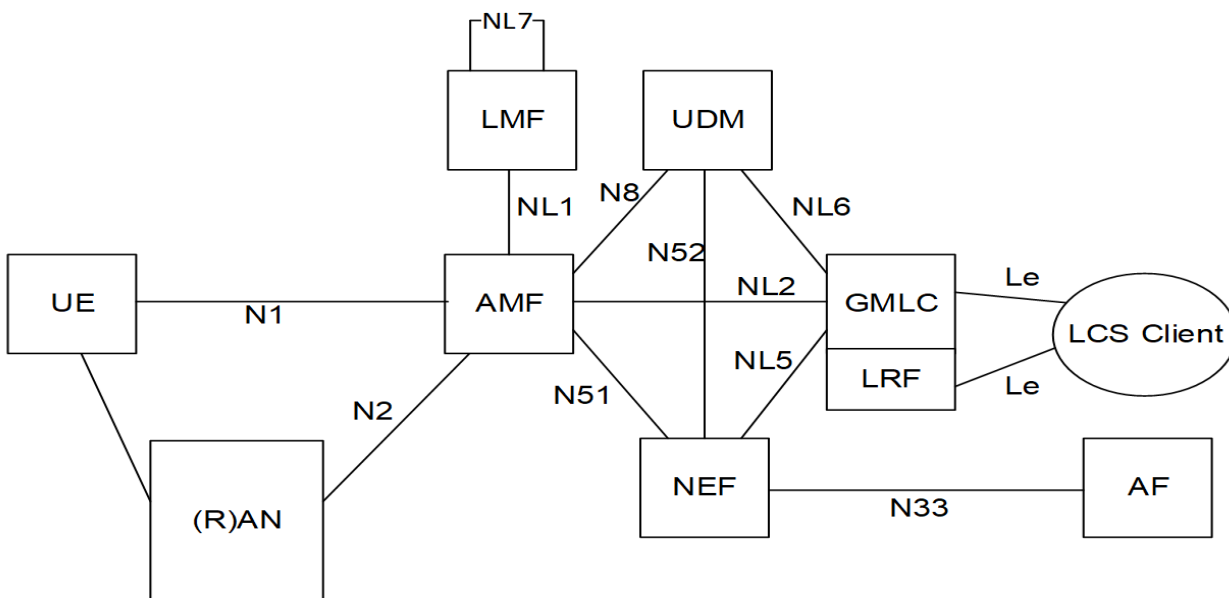 NL7
LMF
UDM
NL1
N8
NL6
N52
UE
N1
AMF
NL2
GMLC
Le
LCS Client
NL5
LRF
Le
N51
N2
(R)AN
NEF
N33
AF